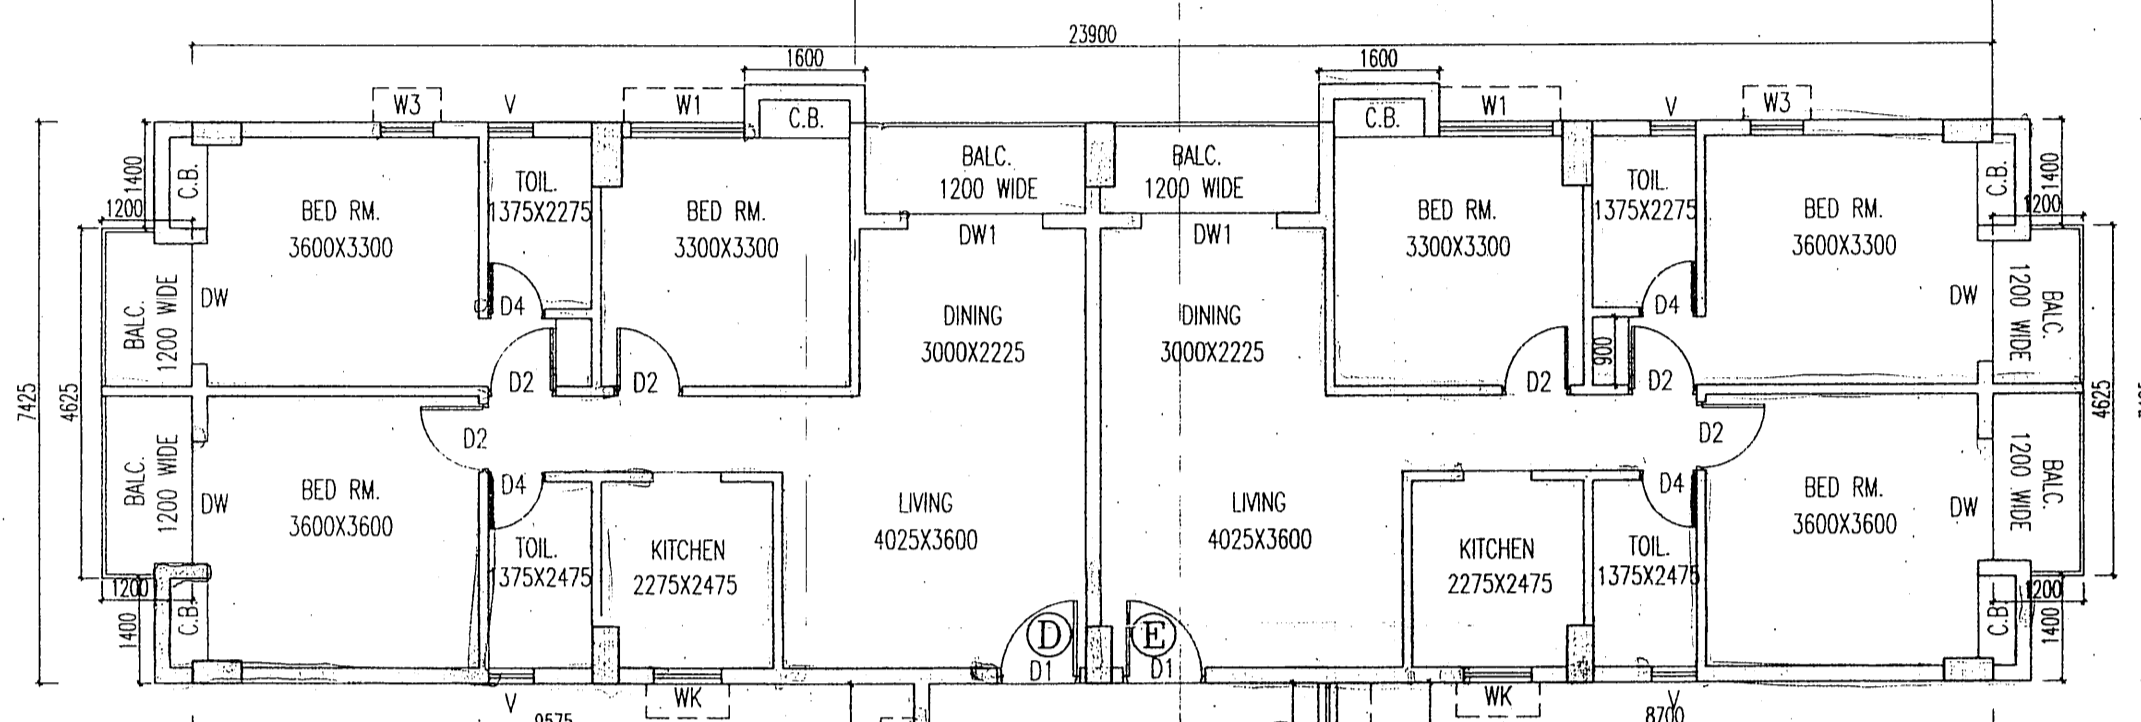 23900
1600
1600
W3
V
W1
C.B.
C.B.
W1
V
W3
1400
C.B.
1200
BED RM.
3600X3300
TOIL.
1375X2275
BED RM.
3300X3300
BALC.
1200 WIDE
BALC.
1200 WIDE
BED RM.
3300X3300
TOIL.
1375X2275
BED RM.
3600X3300
C.B.
1400
1200
DW1
DW1
BALC.
1200 WIDE
DW
D4
DINING
3000X2225
DINING
3000X2225
D4
DW
1200 WIDE
BALC.
900
D2
D2
D2
D2
7425
4625
4625
D2
D2
BALC.
1200 WIDE
DW
BED RM.
3600X3600
D4
LIVING
4025X3600
LIVING
4025X3600
D4
BED RM.
3600X3600
DW
1200 WIDE
BALC.
TOIL.
1375X2475
KITCHEN
2275X2475
KITCHEN
2275X2475
TOIL.
1375X2475
1200
1400
C.B.
D
D1
E
D1
C.B.
1200
1400
V
WK
WK
V
9575
8700